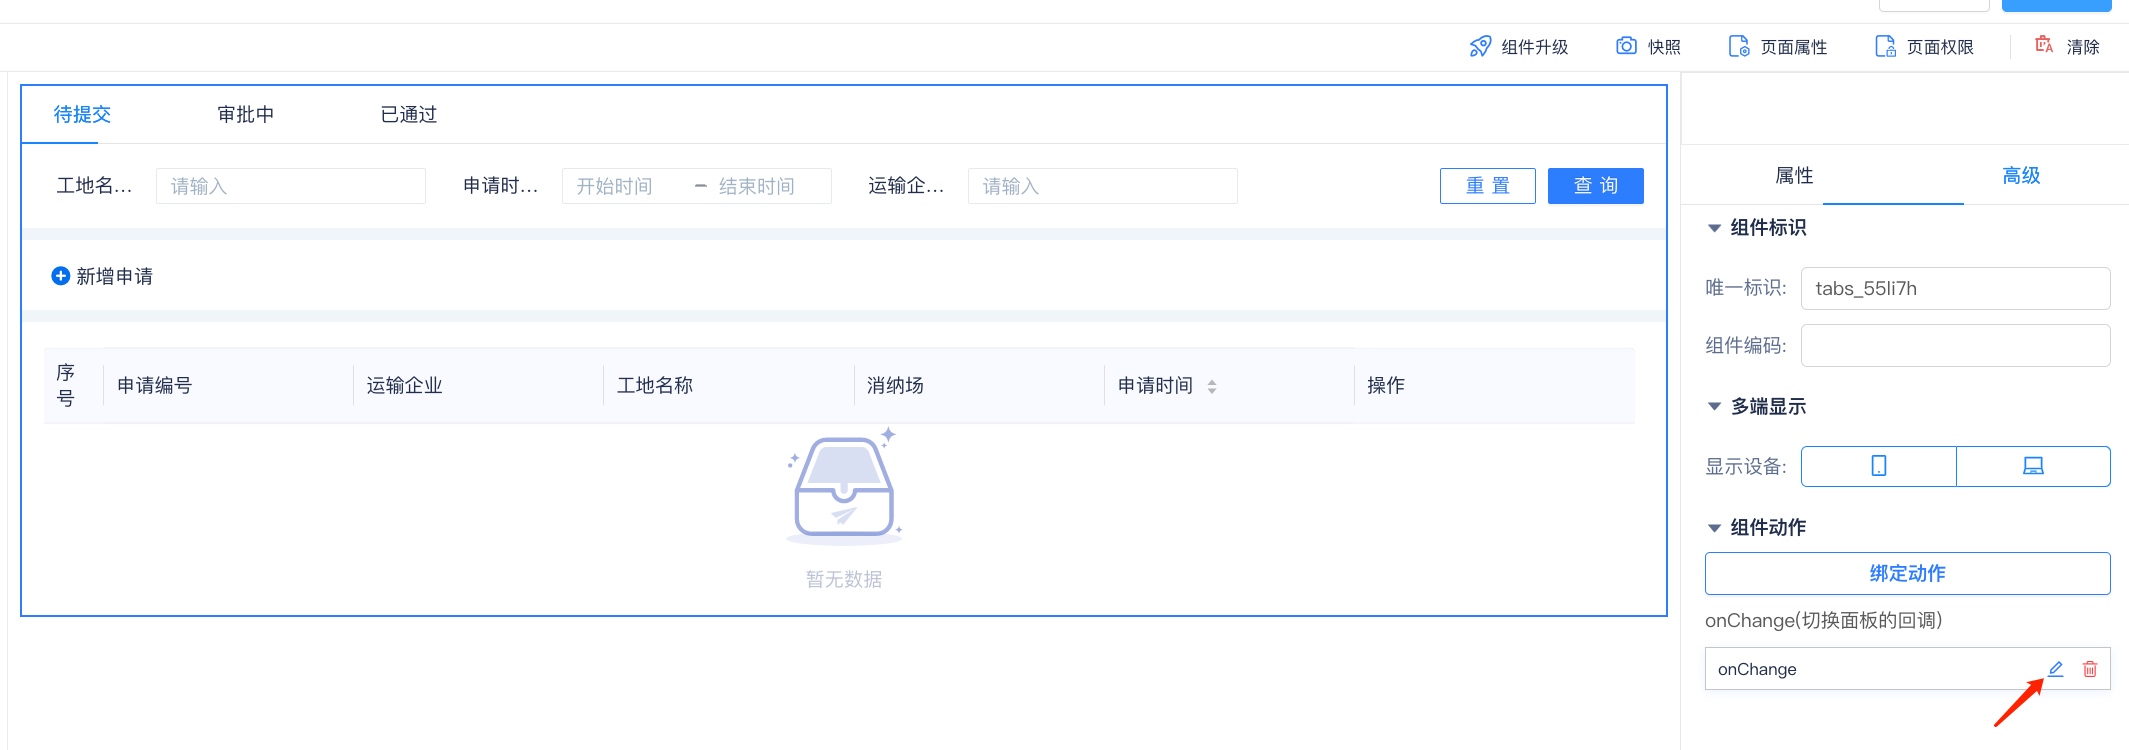 组件升级 快照 页面属性 页面权限 清除
待提交 审批中 已通过
工地名... 请输入 申请时... 开始时间 – 结束时间 运输企... 请输入 重 置 查 询
新增申请
序号 申请编号 运输企业 工地名称 消纳场 申请时间 操作
暂无数据
属性 高级
组件标识
唯一标识: tabs_55li7h
组件编码:
多端显示
显示设备:
组件动作
绑定动作
onChange(切换面板的回调)
onChange